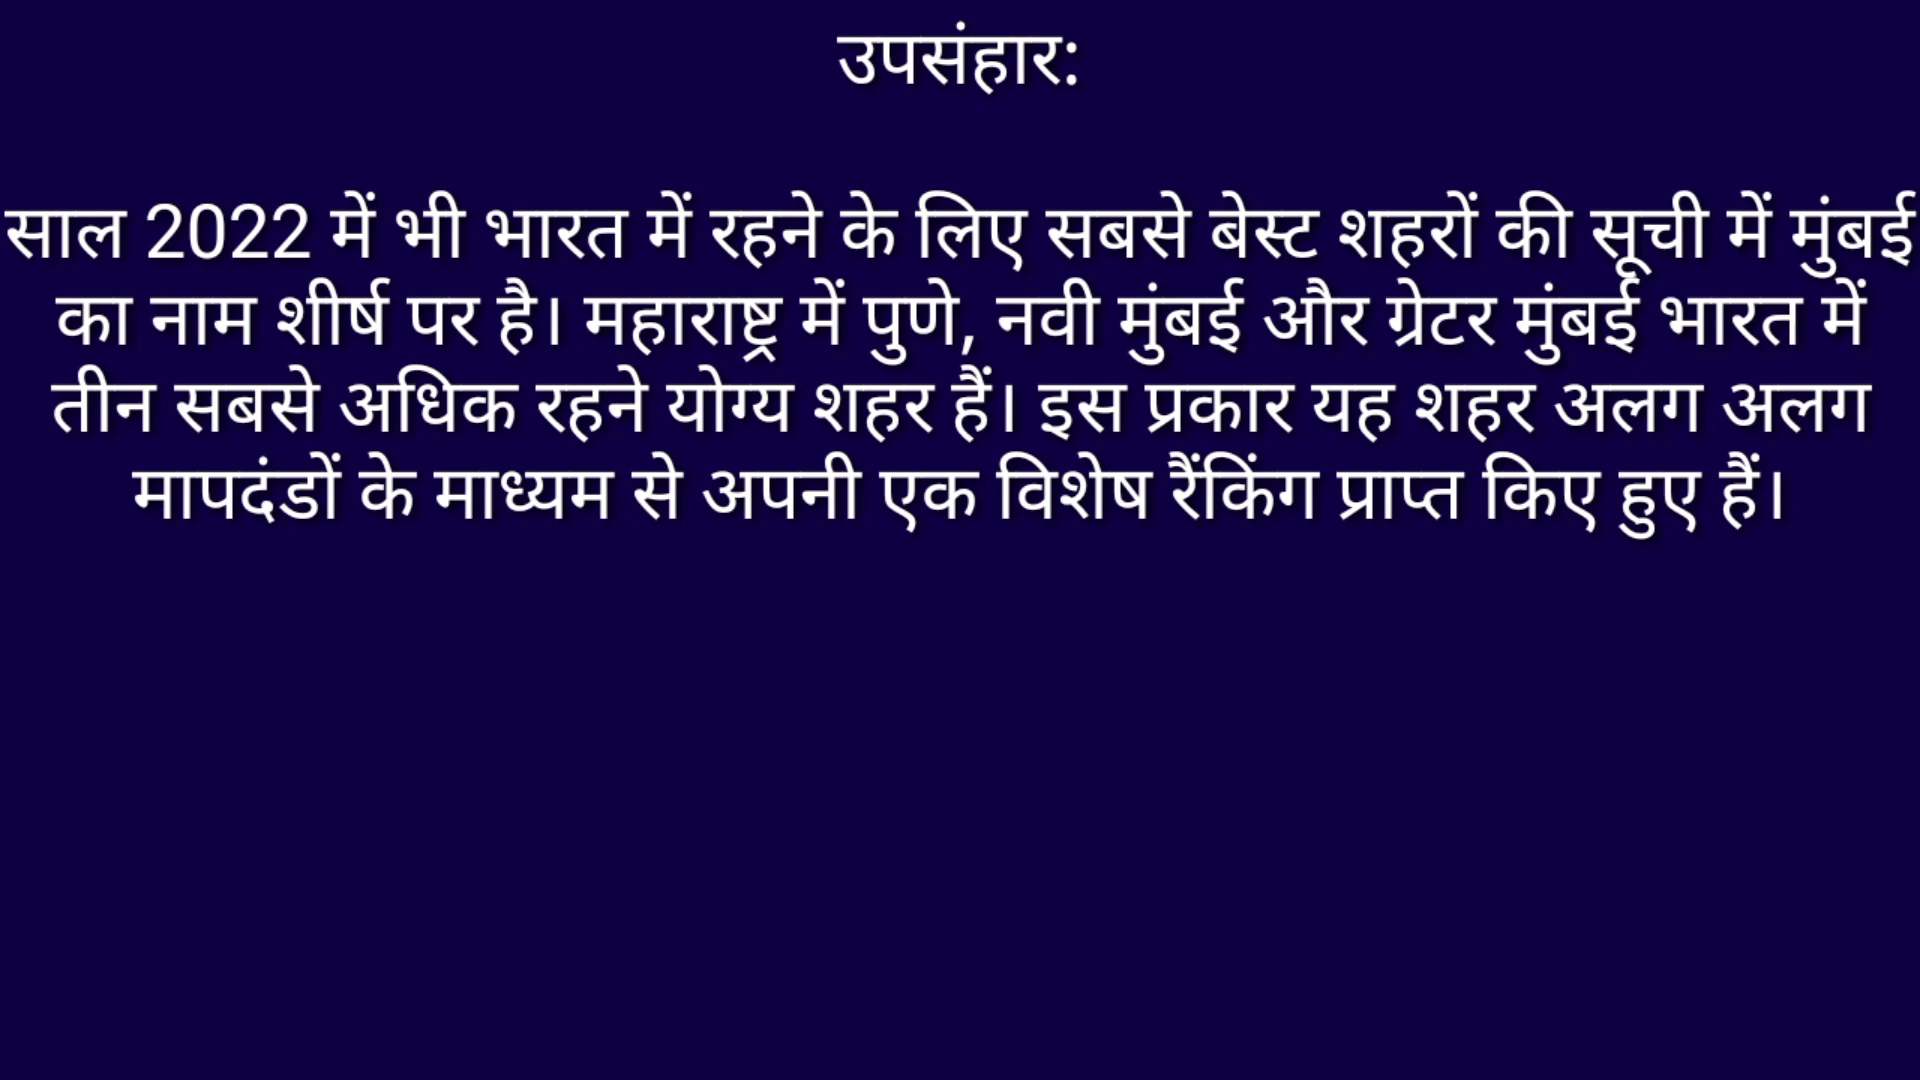 उपसंहार:
साल 2022 में भी भारत में रहने के लिए सबसे बेस्ट शहरों की सूची में मुंबई
का नाम शीर्ष पर है। महाराष्ट्र में पुणे, नवी मुंबई और ग्रेटर मुंबई भारत में
तीन सबसे अधिक रहने योग्य शहर हैं। इस प्रकार यह शहर अलग अलग
मापदंडों के माध्यम से अपनी एक विशेष रैंकिंग प्राप्त किए हुए हैं।